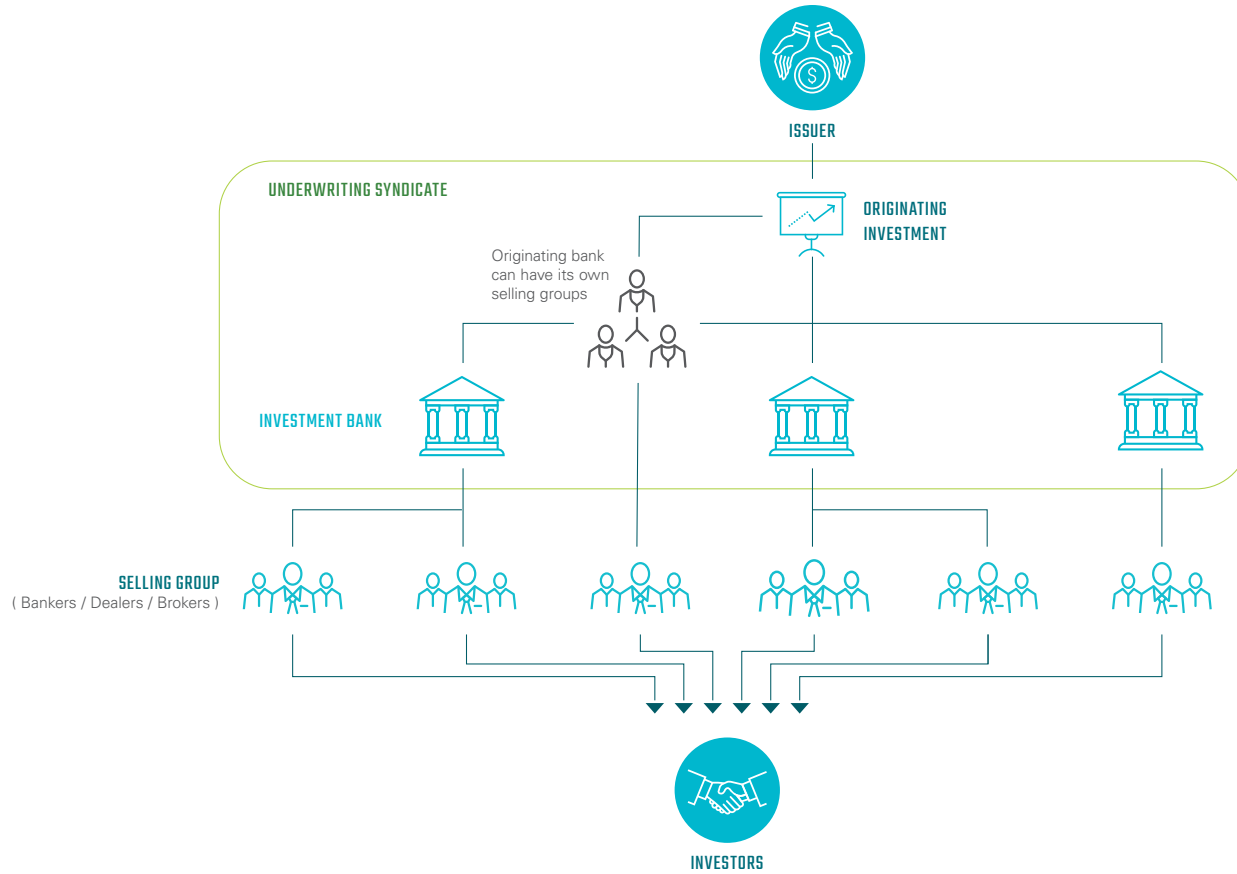 $
ISSUER
UNDERWRITING SYNDICATE
ORIGINATING
INVESTMENT
Originating bank
can have its own
selling groups
INVESTMENT BANK
SELLING GROUP
( Bankers / Dealers / Brokers )
INVESTORS